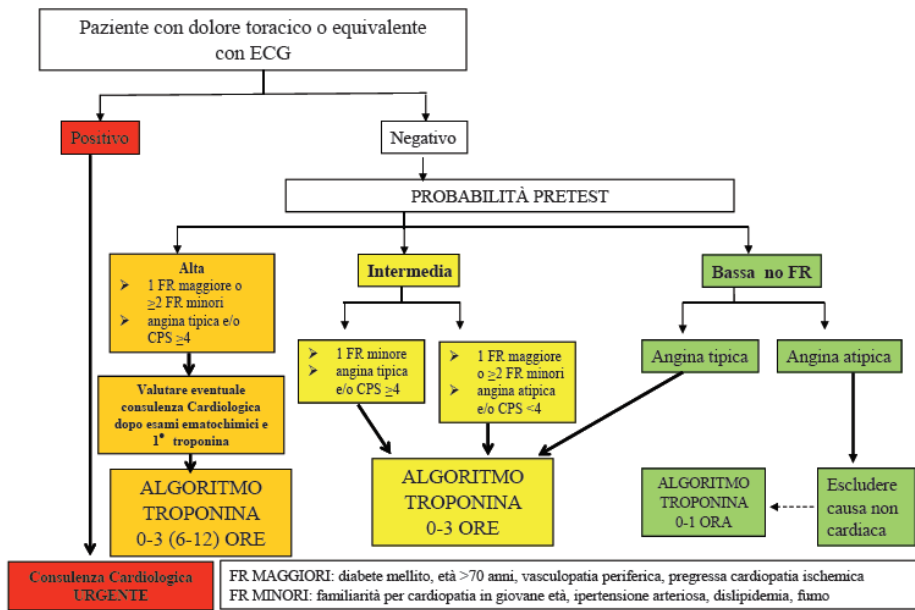 Paziente con dolore toracico o equivalente
con ECG
Positivo
Negativo
PROBABILITÀ PRETEST
Alta
➢ 1 FR maggiore o
≥2 FR minori
➢ angina tipica e/o
CPS ≥4
Intermedia
Bassa no FR
➢ 1 FR minore
➢ angina tipica
e/o CPS ≥4
➢ 1 FR maggiore
o ≥2 FR minori
➢ angina atipica
e/o CPS <4
Angina tipica
Angina atipica
Valutare eventuale
consulenza Cardiologica
dopo esami ematochimici e
1° troponina
ALGORITMO
TROPONINA
0-3 (6-12) ORE
ALGORITMO
TROPONINA
0-3 ORE
ALGORITMO
TROPONINA
0-1 ORA
Escludere
causa non
cardiaca
Consulenza Cardiologica
URGENTE
FR MAGGIORI: diabete mellito, età >70 anni, vasculopatia periferica, pregressa cardiopatia ischemica
FR MINORI: familiarità per cardiopatia in giovane età, ipertensione arteriosa, dislipidemia, fumo